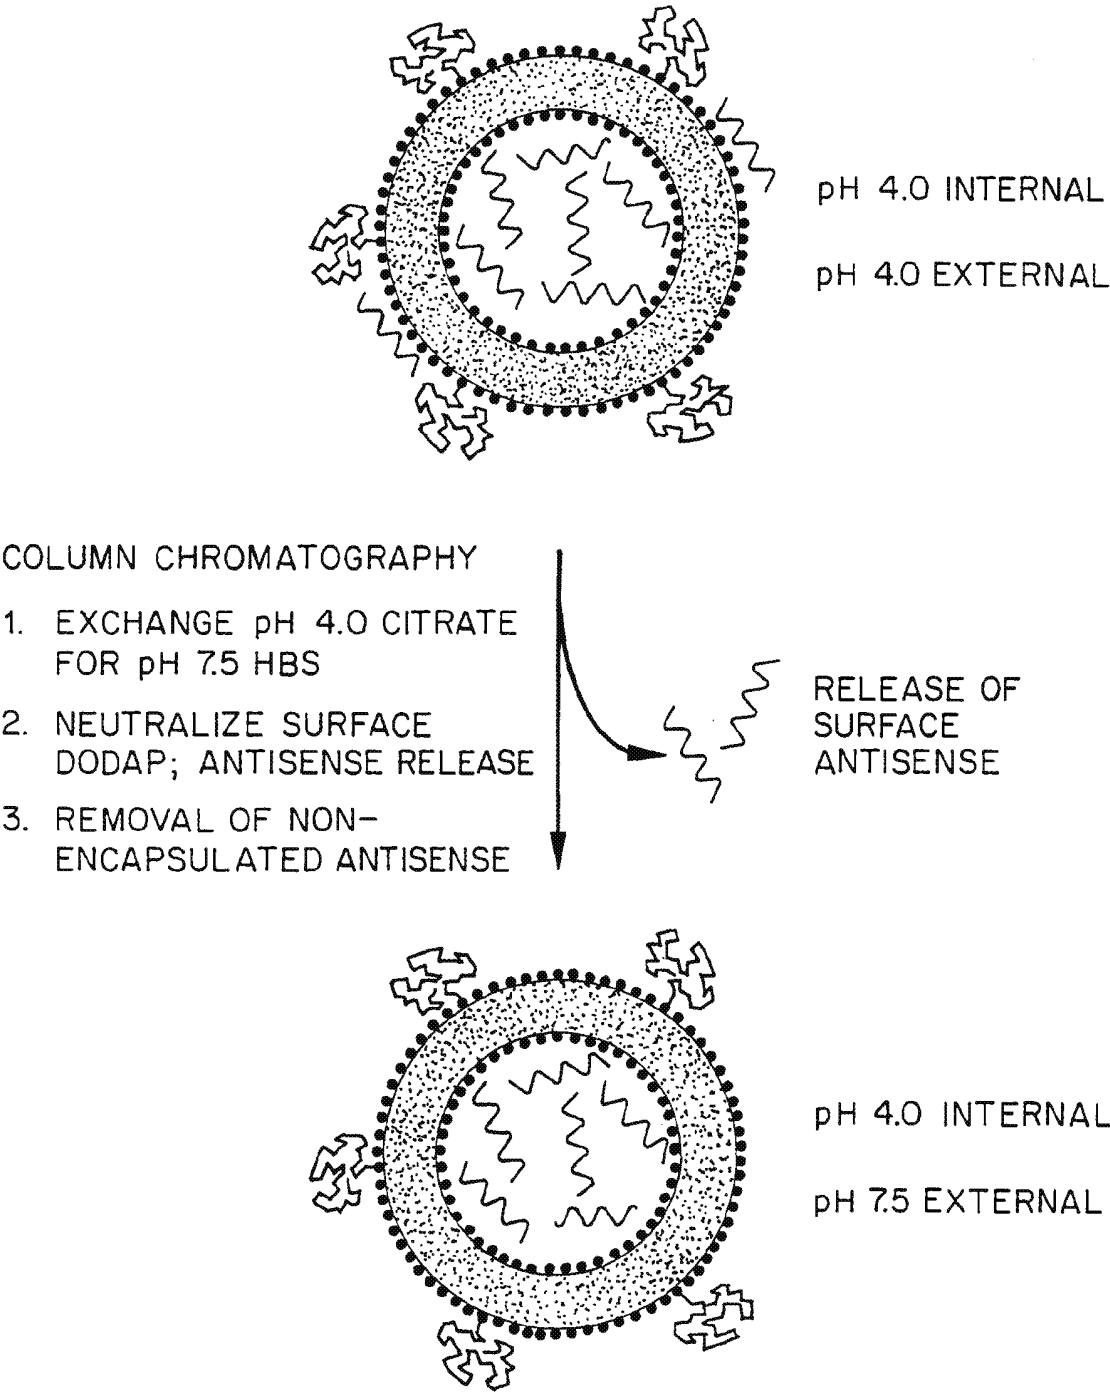 pH 4.0 INTERNAL
pH 4.0 EXTERNAL
COLUMN CHROMATOGRAPHY
1. EXCHANGE pH 4.0 CITRATE
FOR pH 7.5 HBS
2. NEUTRALIZE SURFACE
DODAP; ANTISENSE RELEASE
3. REMOVAL OF NON-
ENCAPSULATED ANTISENSE
RELEASE OF
SURFACE
ANTISENSE
pH 4.0 INTERNAL
pH 7.5 EXTERNAL